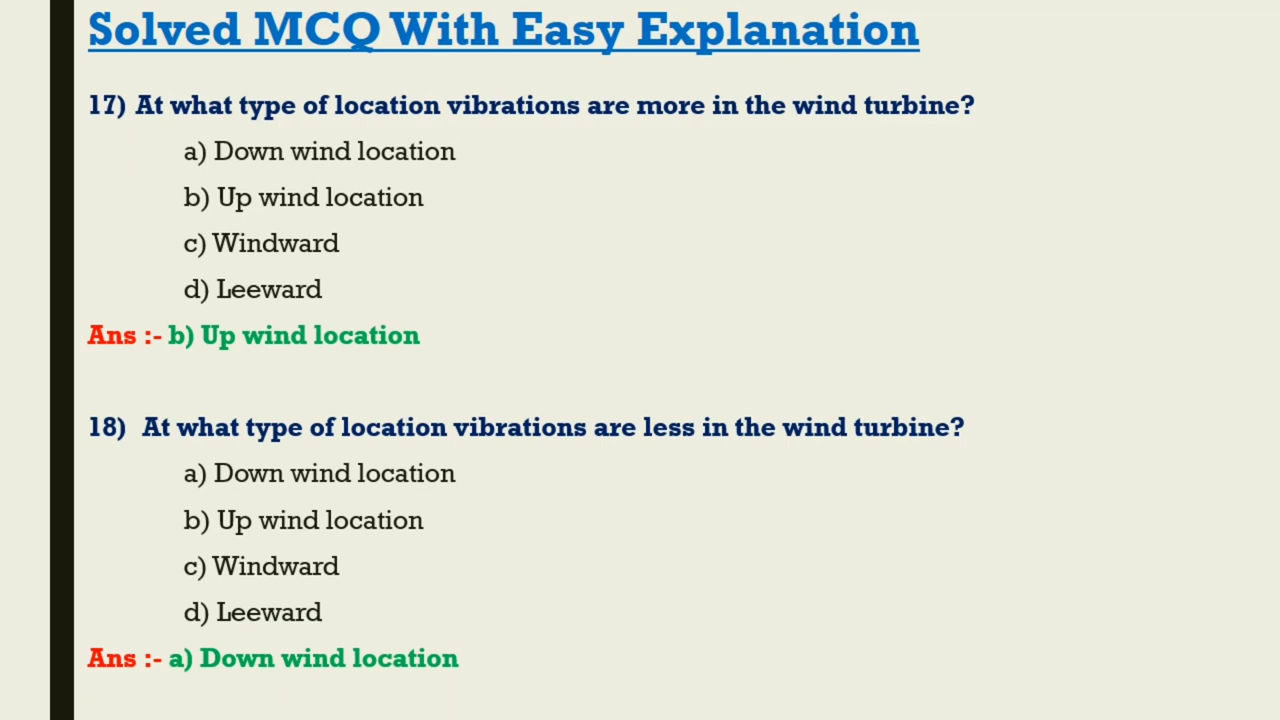 Solved MCQ With Easy Explanation
17) At what type of location vibrations are more in the wind turbine?
a) Down wind location
b) Up wind location
c) Windward
d) Leeward
Ans :- b) Up wind location
18) At what type of location vibrations are less in the wind turbine?
a) Down wind location
b) Up wind location
c) Windward
d) Leeward
Ans :- a) Down wind location